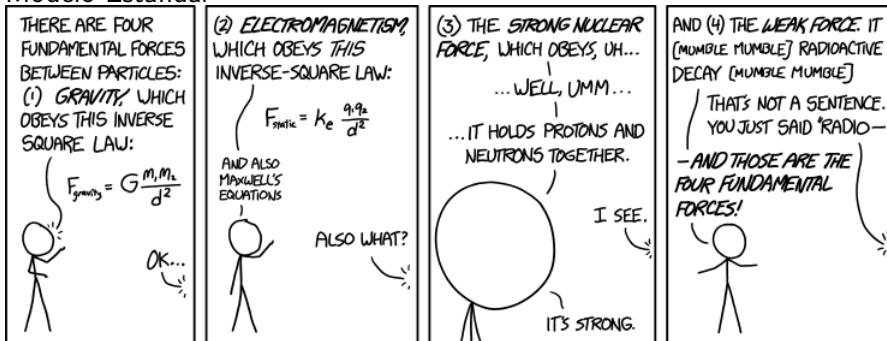 Modelo Estándar
THERE ARE FOUR
FUNDAMENTAL FORCES
BETWEEN PARTICLES:
(1) GRAVITY, WHICH
OBEYS THIS INVERSE
SQUARE LAW:
F_gravity = G m₁m₂/d²
OK...
(2) ELECTROMAGNETISM,
WHICH OBEYS THIS
INVERSE-SQUARE LAW:
F_static = kₑ q₁q₂/d²
AND ALSO
MAXWELL'S
EQUATIONS
ALSO WHAT?
(3) THE STRONG NUCLEAR
FORCE, WHICH OBEYS, UH...
...WELL, UMM...
...IT HOLDS PROTONS AND
NEUTRONS TOGETHER.
I SEE.
IT'S STRONG.
AND (4) THE WEAK FORCE. IT
[MUMBLE MUMBLE] RADIOACTIVE
DECAY [MUMBLE MUMBLE]
THAT'S NOT A SENTENCE.
YOU JUST SAID "RADIO—
—AND THOSE ARE THE
FOUR FUNDAMENTAL
FORCES!